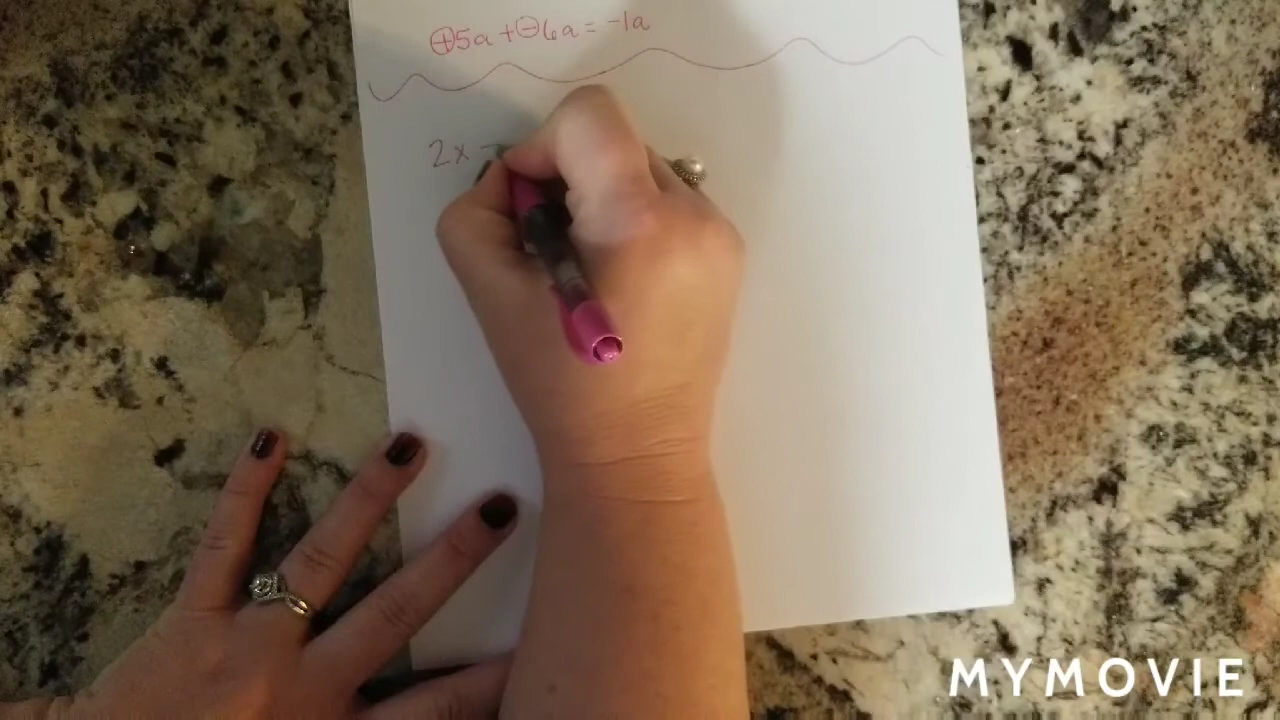 ⊕5a + ⊖6a = -1a
2x -
MYMOVIE